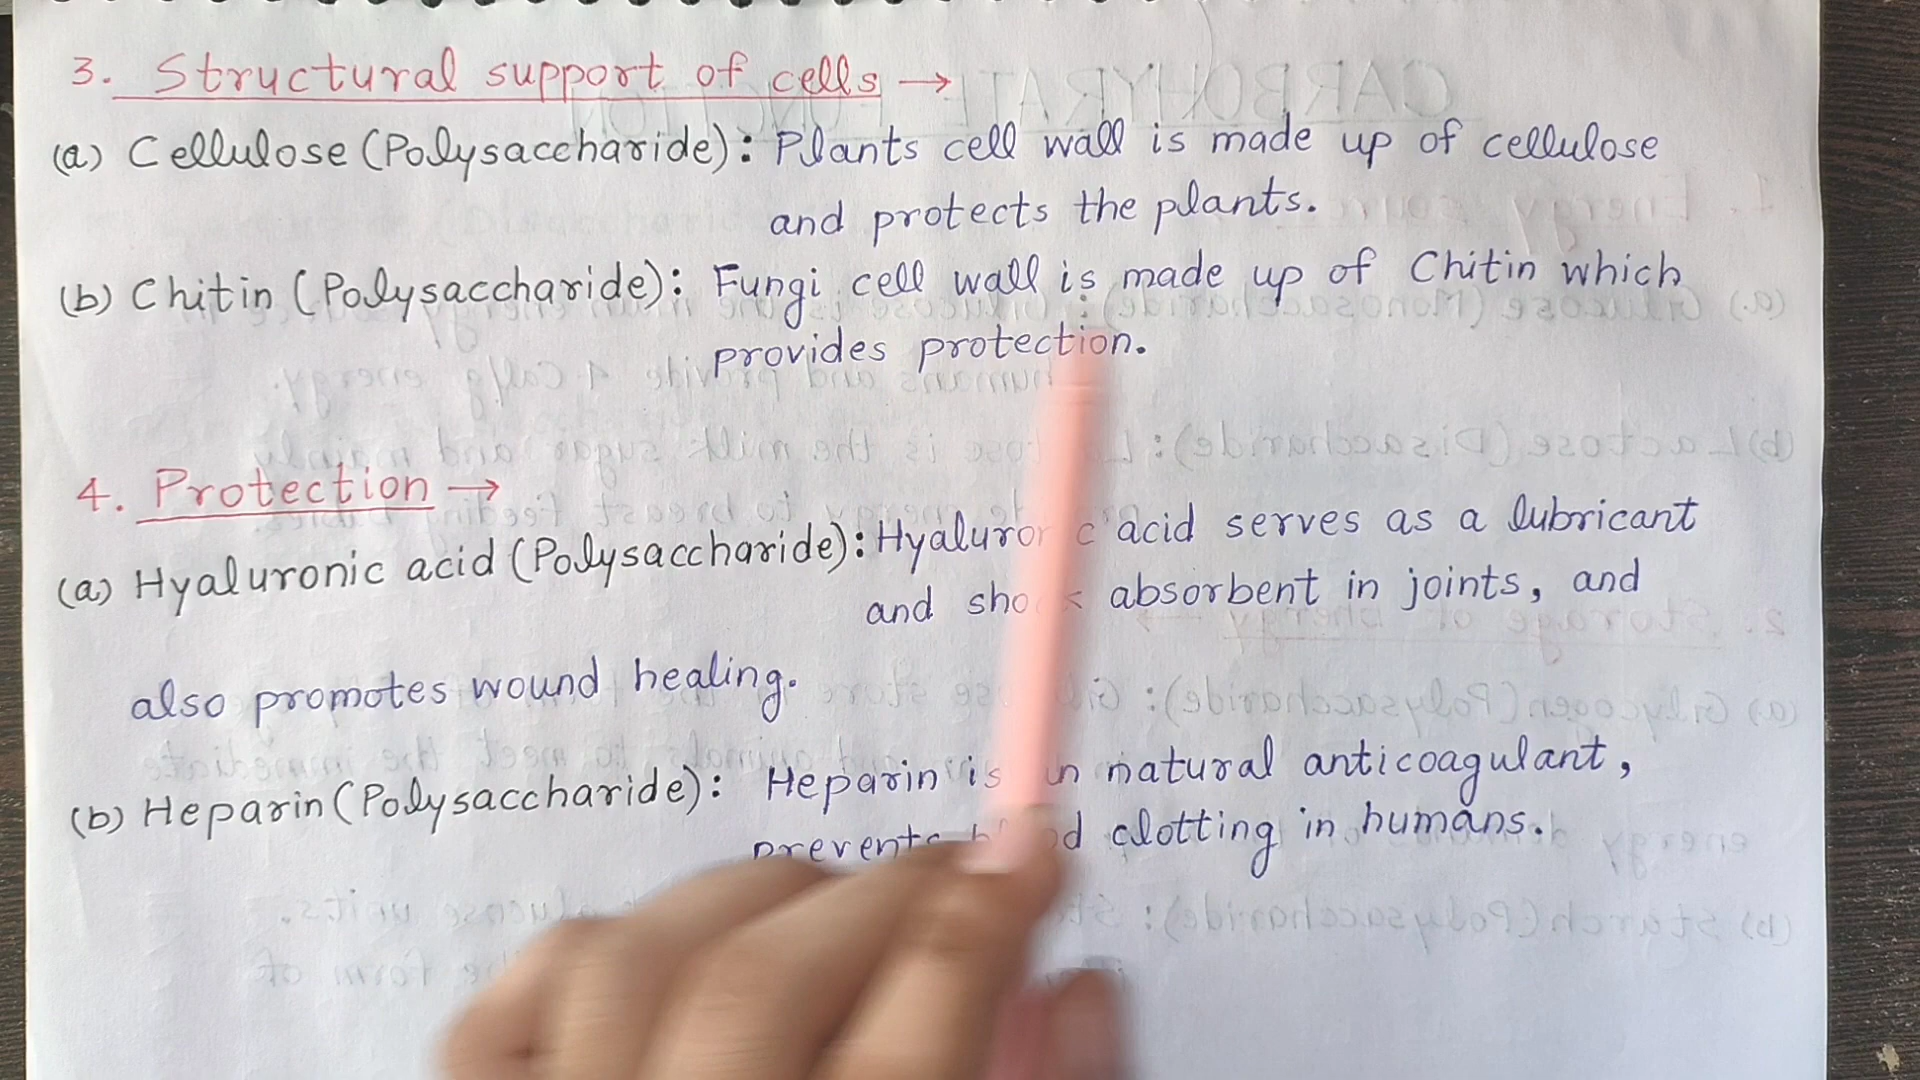 3. Structural support of cells →
(a) Cellulose (Polysaccharide): Plants cell wall is made up of cellulose
and protects the plants.
(b) Chitin (Polysaccharide): Fungi cell wall is made up of Chitin which
provides protection.
4. Protection →
(a) Hyaluronic acid (Polysaccharide): acid serves as a lubricant
and absorbent in joints, and
also promotes wound healing.
(b) Heparin (Polysaccharide): Heparin is natural anticoagulant,
clotting in humans.